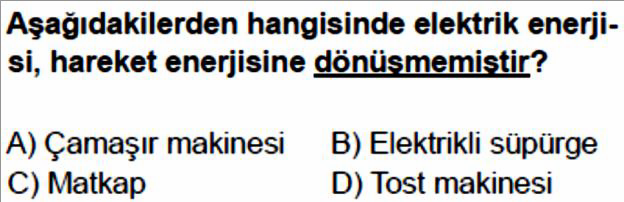 Aşağıdakilerden hangisinde elektrik enerji-
si, hareket enerjisine dönüşmemiştir?
A) Çamaşır makinesi B) Elektrikli süpürge
C) Matkap D) Tost makinesi